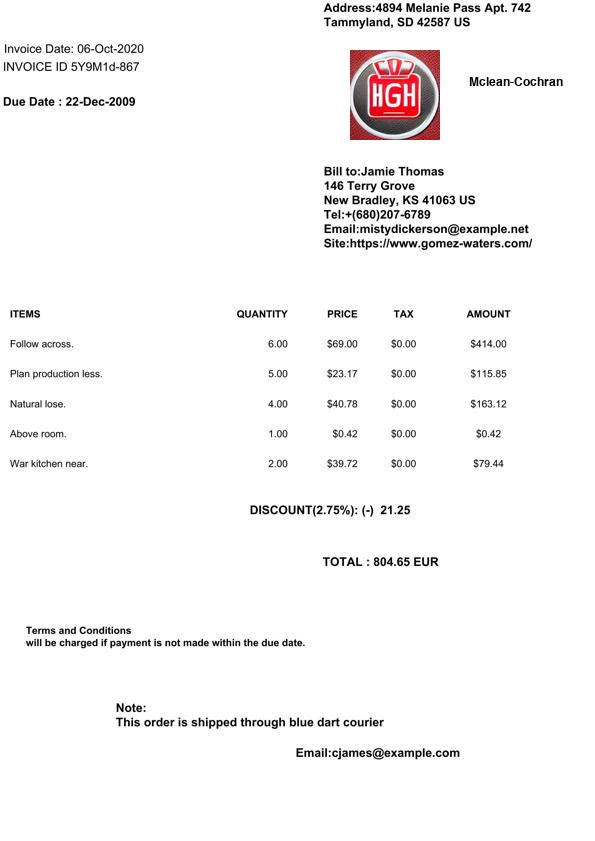 Address:4894 Melanie Pass Apt. 742
Tammyland, SD 42587 US
Invoice Date: 06-Oct-2020
INVOICE ID 5Y9M1d-867
Due Date : 22-Dec-2009
HGH
Mclean-Cochran
Bill to:Jamie Thomas
146 Terry Grove
New Bradley, KS 41063 US
Tel:+(680)207-6789
Email:mistydickerson@example.net
Site:https://www.gomez-waters.com/
ITEMS QUANTITY PRICE TAX AMOUNT
Follow across. 6.00 $69.00 $0.00 $414.00
Plan production less. 5.00 $23.17 $0.00 $115.85
Natural lose. 4.00 $40.78 $0.00 $163.12
Above room. 1.00 $0.42 $0.00 $0.42
War kitchen near. 2.00 $39.72 $0.00 $79.44
DISCOUNT(2.75%): (-) 21.25
TOTAL : 804.65 EUR
Terms and Conditions
will be charged if payment is not made within the due date.
Note:
This order is shipped through blue dart courier
Email:cjames@example.com